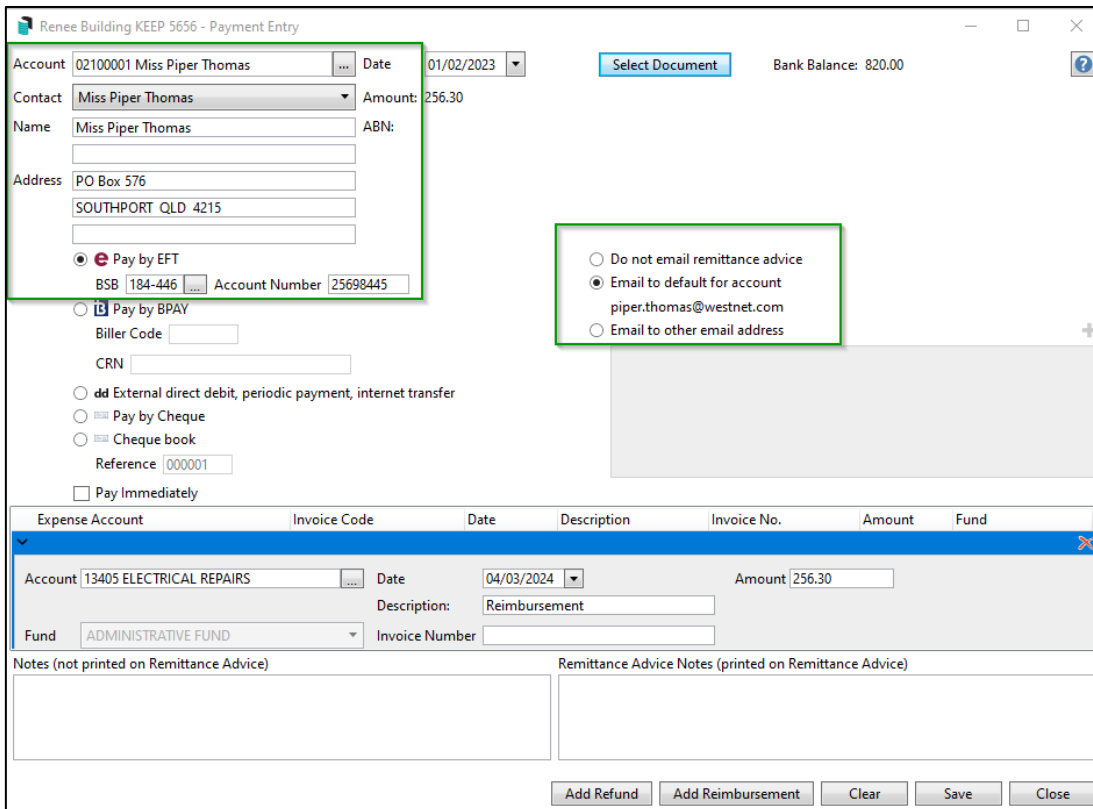 Renee Building KEEP 5656 - Payment Entry
Account 02100001 Miss Piper Thomas ... Date 01/02/2023 Select Document Bank Balance: 820.00 ?
Contact Miss Piper Thomas Amount: 256.30
Name Miss Piper Thomas ABN:
Address PO Box 576
SOUTHPORT QLD 4215
e Pay by EFT
BSB 184-446 ... Account Number 25698445
Do not email remittance advice
Email to default for account
piper.thomas@westnet.com
Email to other email address
B Pay by BPAY
Biller Code
CRN
dd External direct debit, periodic payment, internet transfer
Pay by Cheque
Cheque book
Reference 000001
Pay Immediately
Expense Account Invoice Code Date Description Invoice No. Amount Fund
Account 13405 ELECTRICAL REPAIRS ... Date 04/03/2024 Amount 256.30
Description: Reimbursement
Fund ADMINISTRATIVE FUND Invoice Number
Notes (not printed on Remittance Advice) Remittance Advice Notes (printed on Remittance Advice)
Add Refund Add Reimbursement Clear Save Close